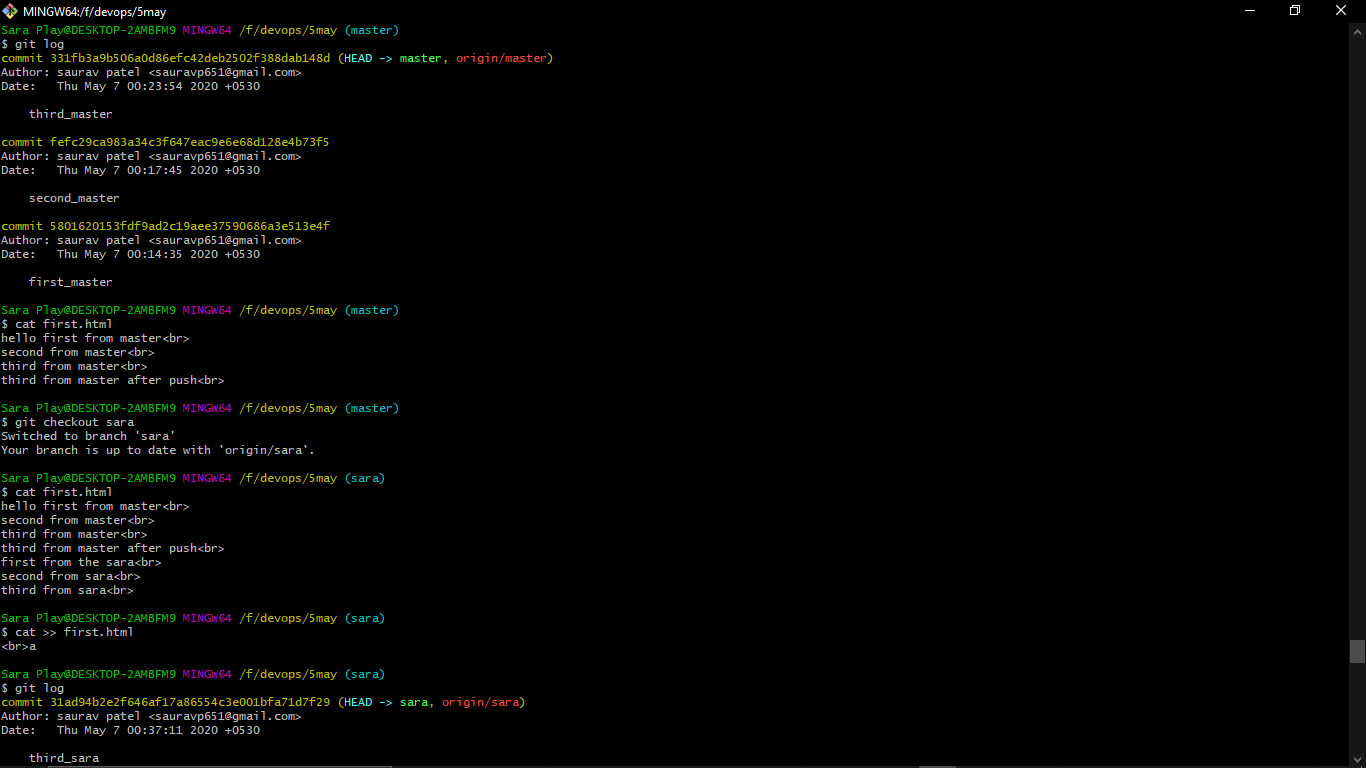 MINGW64:/f/devops/5may
Sara Play@DESKTOP-2AMBFM9 MINGW64 /f/devops/5may (master)
$ git log
commit 331fb3a9b506a0d86efc42deb2502f388dab148d (HEAD -> master, origin/master)
Author: saurav patel <sauravp651@gmail.com>
Date:   Thu May 7 00:23:54 2020 +0530
    third_master
commit fefc29ca983a34c3f647eac9e6e68d128e4b73f5
Author: saurav patel <sauravp651@gmail.com>
Date:   Thu May 7 00:17:45 2020 +0530
    second_master
commit 5801620153fdf9ad2c19aee37590686a3e513e4f
Author: saurav patel <sauravp651@gmail.com>
Date:   Thu May 7 00:14:35 2020 +0530
    first_master
Sara Play@DESKTOP-2AMBFM9 MINGW64 /f/devops/5may (master)
$ cat first.html
hello first from master<br>
second from master<br>
third from master<br>
third from master after push<br>
Sara Play@DESKTOP-2AMBFM9 MINGW64 /f/devops/5may (master)
$ git checkout sara
Switched to branch 'sara'
Your branch is up to date with 'origin/sara'.
Sara Play@DESKTOP-2AMBFM9 MINGW64 /f/devops/5may (sara)
$ cat first.html
hello first from master<br>
second from master<br>
third from master<br>
third from master after push<br>
first from the sara<br>
second from sara<br>
third from sara<br>
Sara Play@DESKTOP-2AMBFM9 MINGW64 /f/devops/5may (sara)
$ cat >> first.html
<br>a
Sara Play@DESKTOP-2AMBFM9 MINGW64 /f/devops/5may (sara)
$ git log
commit 31ad94b2e2f646af17a86554c3e001bfa71d7f29 (HEAD -> sara, origin/sara)
Author: saurav patel <sauravp651@gmail.com>
Date:   Thu May 7 00:37:11 2020 +0530
    third_sara